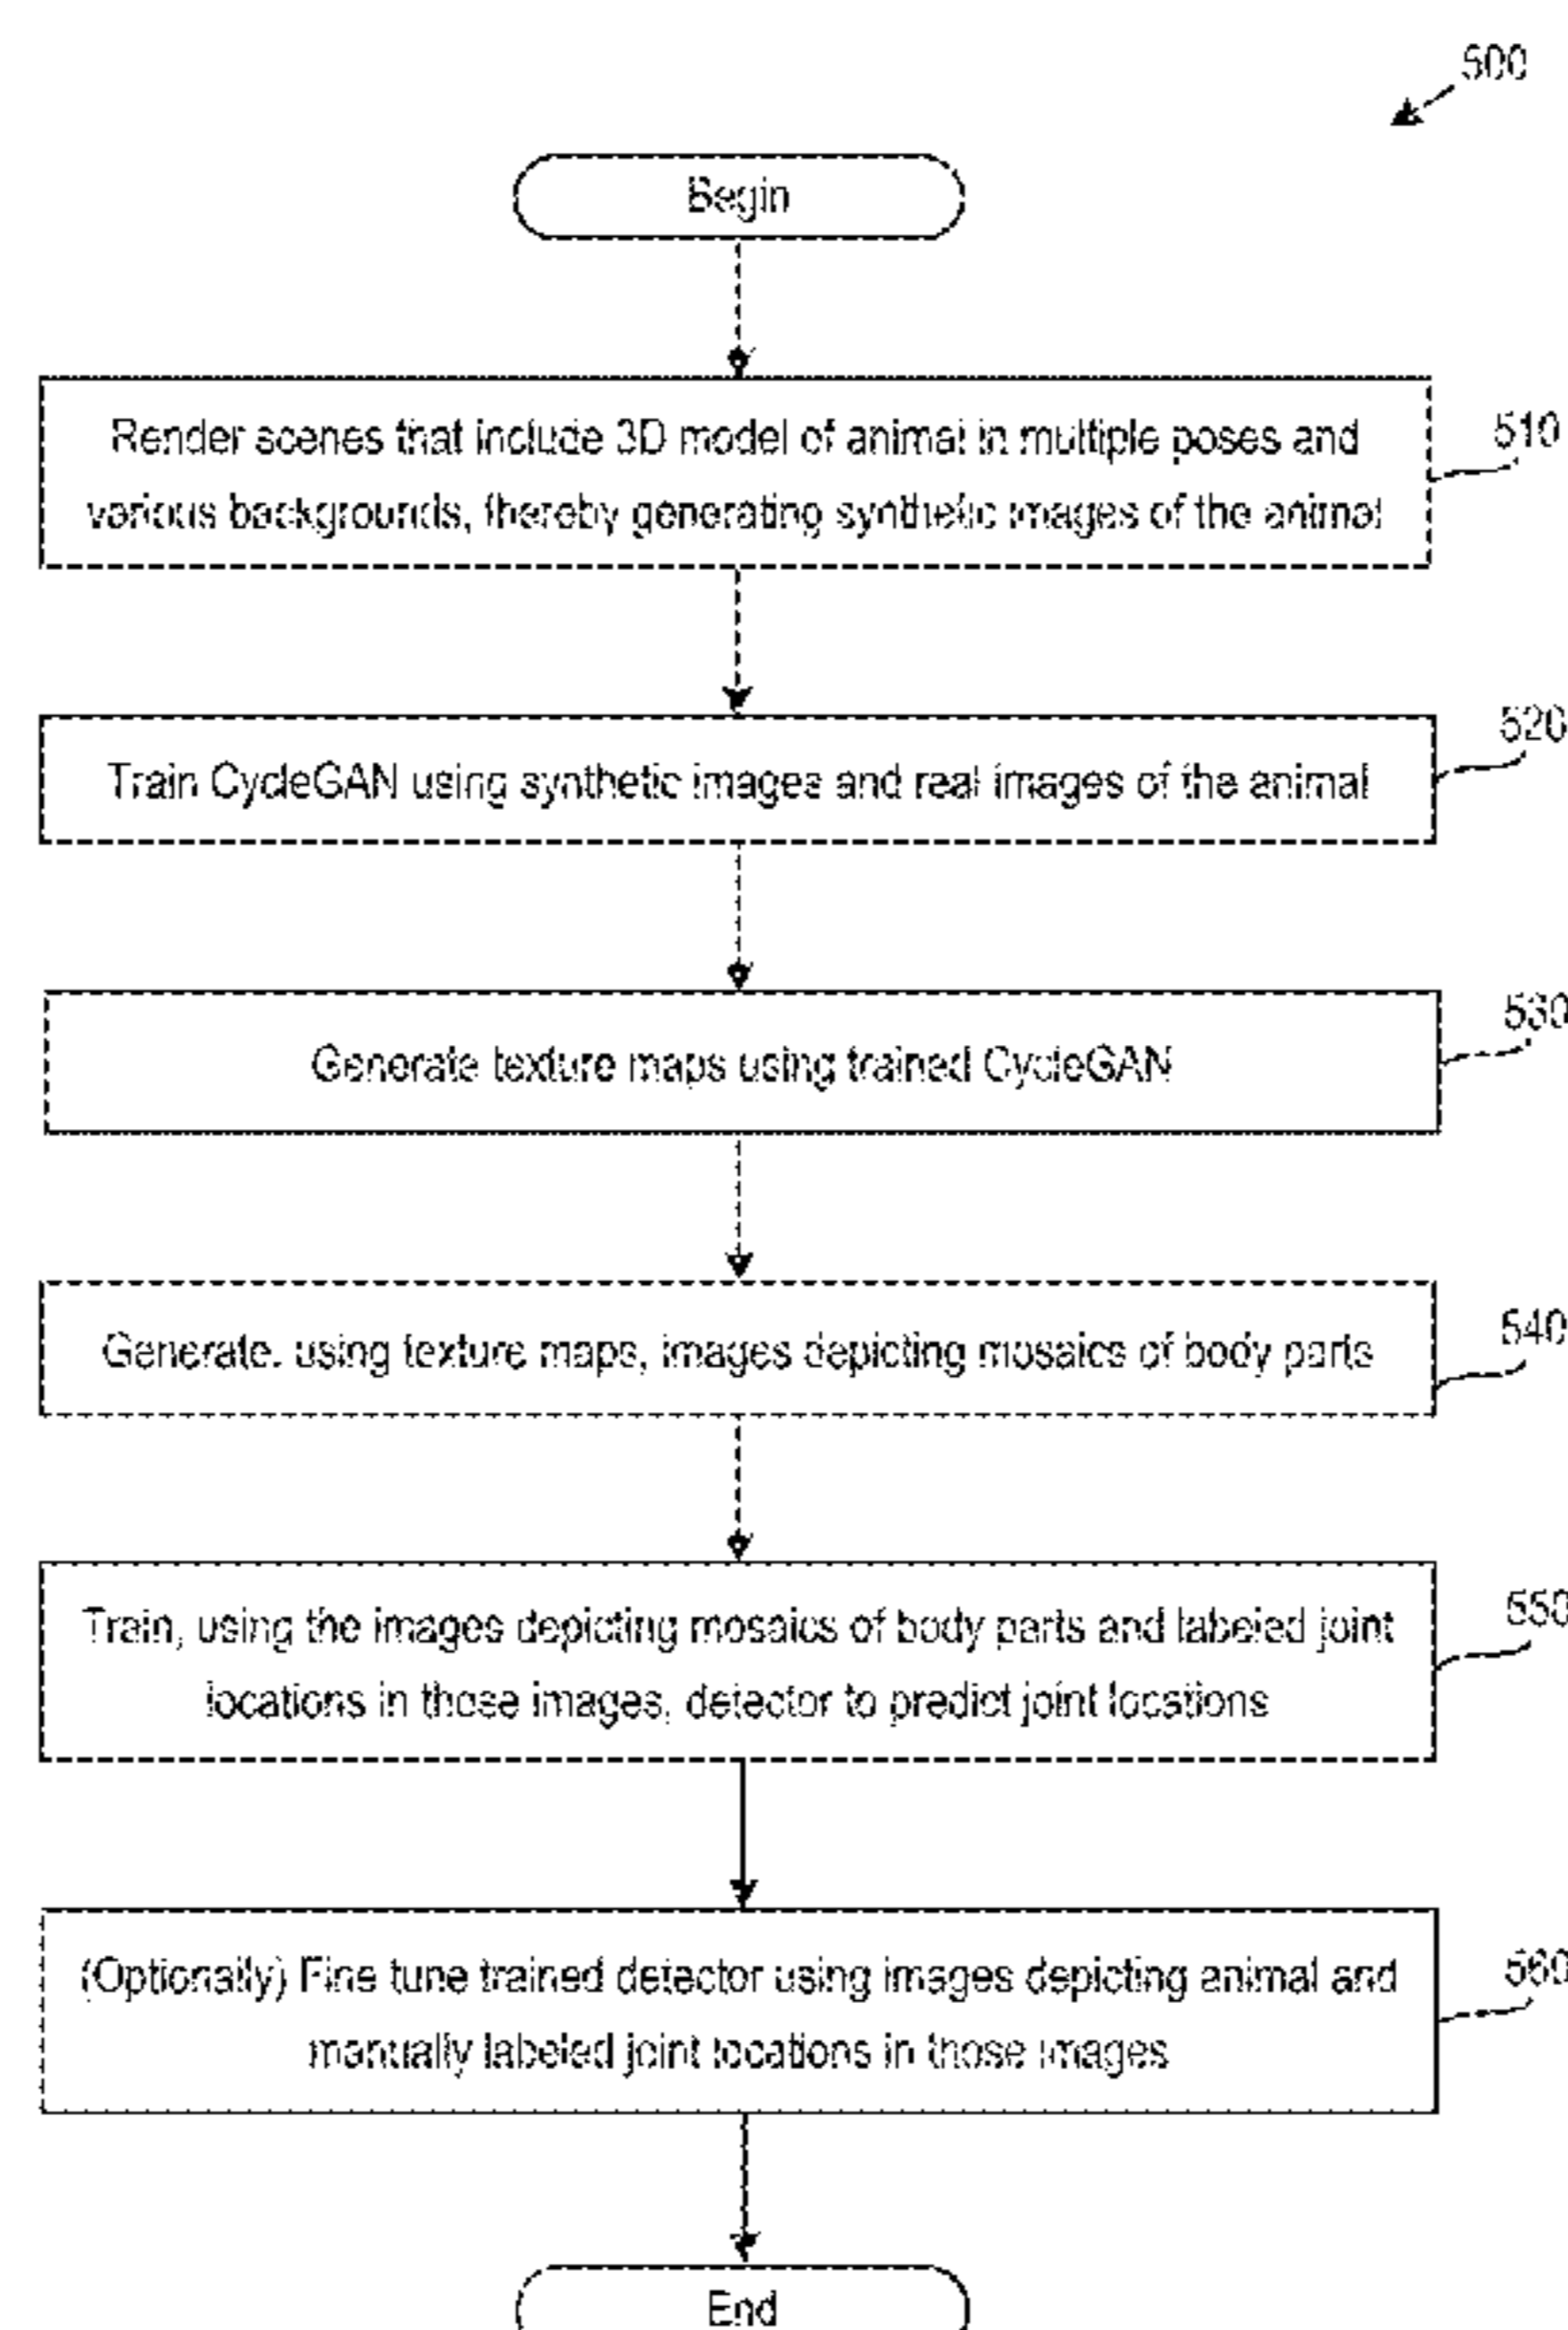 500
Begin
Render scenes that include 3D model of animal in multiple poses and
various backgrounds, thereby generating synthetic images of the animal
510
Train CycleGAN using synthetic images and real images of the animal
520
Generate texture maps using trained CycleGAN
530
Generate, using texture maps, images depicting mosaics of body parts
540
Train, using the images depicting mosaics of body parts and labeled joint
locations in those images, detector to predict joint locations
550
(Optionally) Fine tune trained detector using images depicting animal and
manually labeled joint locations in those images
560
End